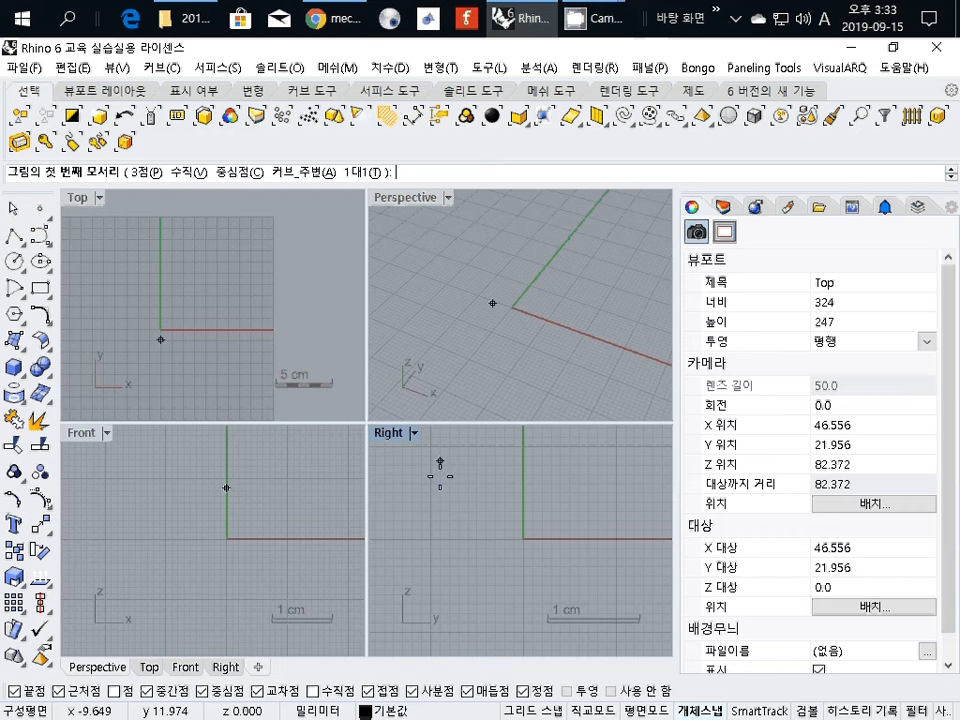 201...
mec...
Rhin...
Cam...
바탕 화면
A
오후 3:33
2019-09-15
Rhino 6 교육 실습실용 라이센스
파일(F) 편집(E) 뷰(V) 커브(C) 서피스(S) 솔리트(O) 메쉬(M) 치수(D) 변형(T) 도구(L) 분석(A) 렌더링(R) 패널(P) Bongo Paneling Tools VisualARQ 도움말(H)
선택 뷰포트 레이아웃 표시 여부 변형 커브 도구 서피스 도구 솔리드 도구 메쉬 도구 렌더링 도구 제도 6 버전의 새 기능
그림의 첫 번째 모서리 ( 3점(P) 수직(V) 중심점(C) 커브_주변(A) 1대1(T) ):
Top
Perspective
뷰포트
제목 Top
너비 324
높이 247
투영 평행
카메라
렌즈 길이 50.0
회전 0.0
X 위치 46.556
Y 위치 21.956
Z 위치 82.372
대상까지 거리 82.372
위치 배치...
대상
X 대상 46.556
Y 대상 21.956
Z 대상 0.0
위치 배치...
배경무늬
파일이름 (없음) ...
표시
y
x
5 cm
z
y
x
Front
Right
z
x
1 cm
z
y
1 cm
Perspective Top Front Right
끝점 근처점 점 중간점 중심점 교차점 수직점 접점 사분점 매듭점 정점 투영 사용 안 함
구성평면 x -9.649 y 11.974 z 0.000 밀리미터 기본값 그리드 스냅 직교모드 평면모드 개체스냅 SmartTrack 검볼 히스토리 기록 필터 사..